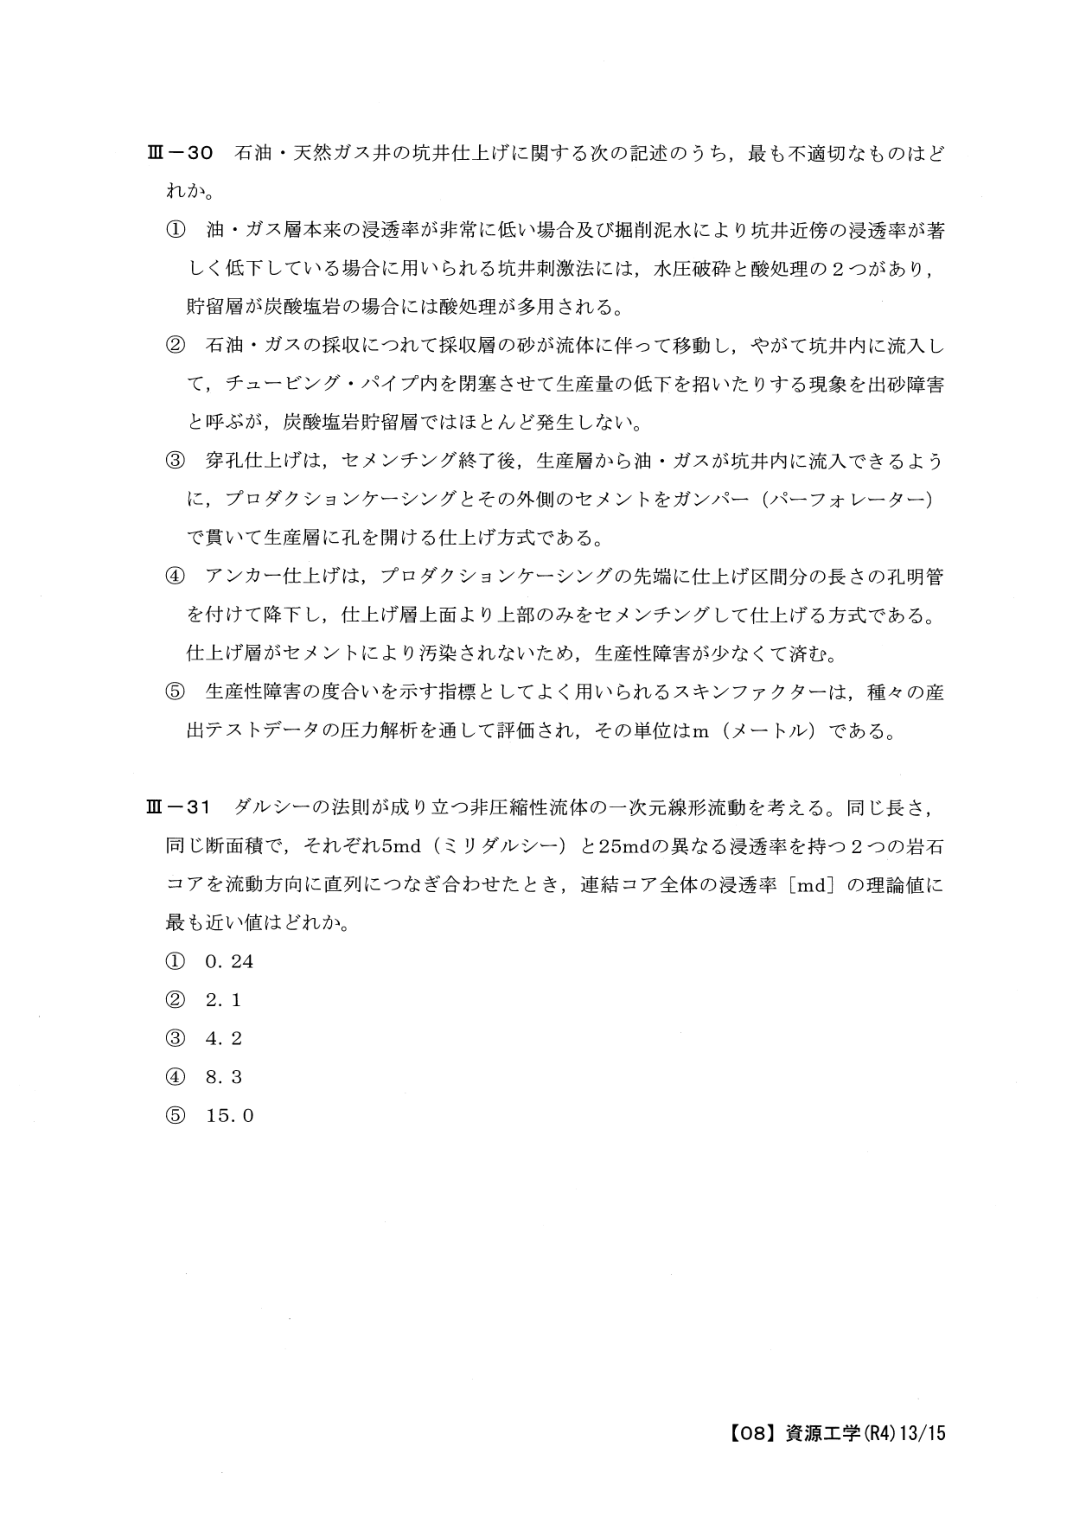 Ⅲ－30　石油・天然ガス井の坑井仕上げに関する次の記述のうち，最も不適切なものはど
れか。
①　油・ガス層本来の浸透率が非常に低い場合及び掘削泥水により坑井近傍の浸透率が著
しく低下している場合に用いられる坑井刺激法には，水圧破砕と酸処理の２つがあり，
貯留層が炭酸塩岩の場合には酸処理が多用される。
②　石油・ガスの採収につれて採収層の砂が流体に伴って移動し，やがて坑井内に流入し
て，チュービング・パイプ内を閉塞させて生産量の低下を招いたりする現象を出砂障害
と呼ぶが，炭酸塩岩貯留層ではほとんど発生しない。
③　穿孔仕上げは，セメンチング終了後，生産層から油・ガスが坑井内に流入できるよう
に，プロダクションケーシングとその外側のセメントをガンパー（パーフォレーター）
で貫いて生産層に孔を開ける仕上げ方式である。
④　アンカー仕上げは，プロダクションケーシングの先端に仕上げ区間分の長さの孔明管
を付けて降下し，仕上げ層上面より上部のみをセメンチングして仕上げる方式である。
仕上げ層がセメントにより汚染されないため，生産性障害が少なくて済む。
⑤　生産性障害の度合いを示す指標としてよく用いられるスキンファクターは，種々の産
出テストデータの圧力解析を通して評価され，その単位はm（メートル）である。
Ⅲ－31　ダルシーの法則が成り立つ非圧縮性流体の一次元線形流動を考える。同じ長さ，
同じ断面積で，それぞれ5md（ミリダルシー）と25mdの異なる浸透率を持つ２つの岩石
コアを流動方向に直列につなぎ合わせたとき，連結コア全体の浸透率［md］の理論値に
最も近い値はどれか。
①　0.24
②　2.1
③　4.2
④　8.3
⑤　15.0
【08】資源工学(R4)13/15